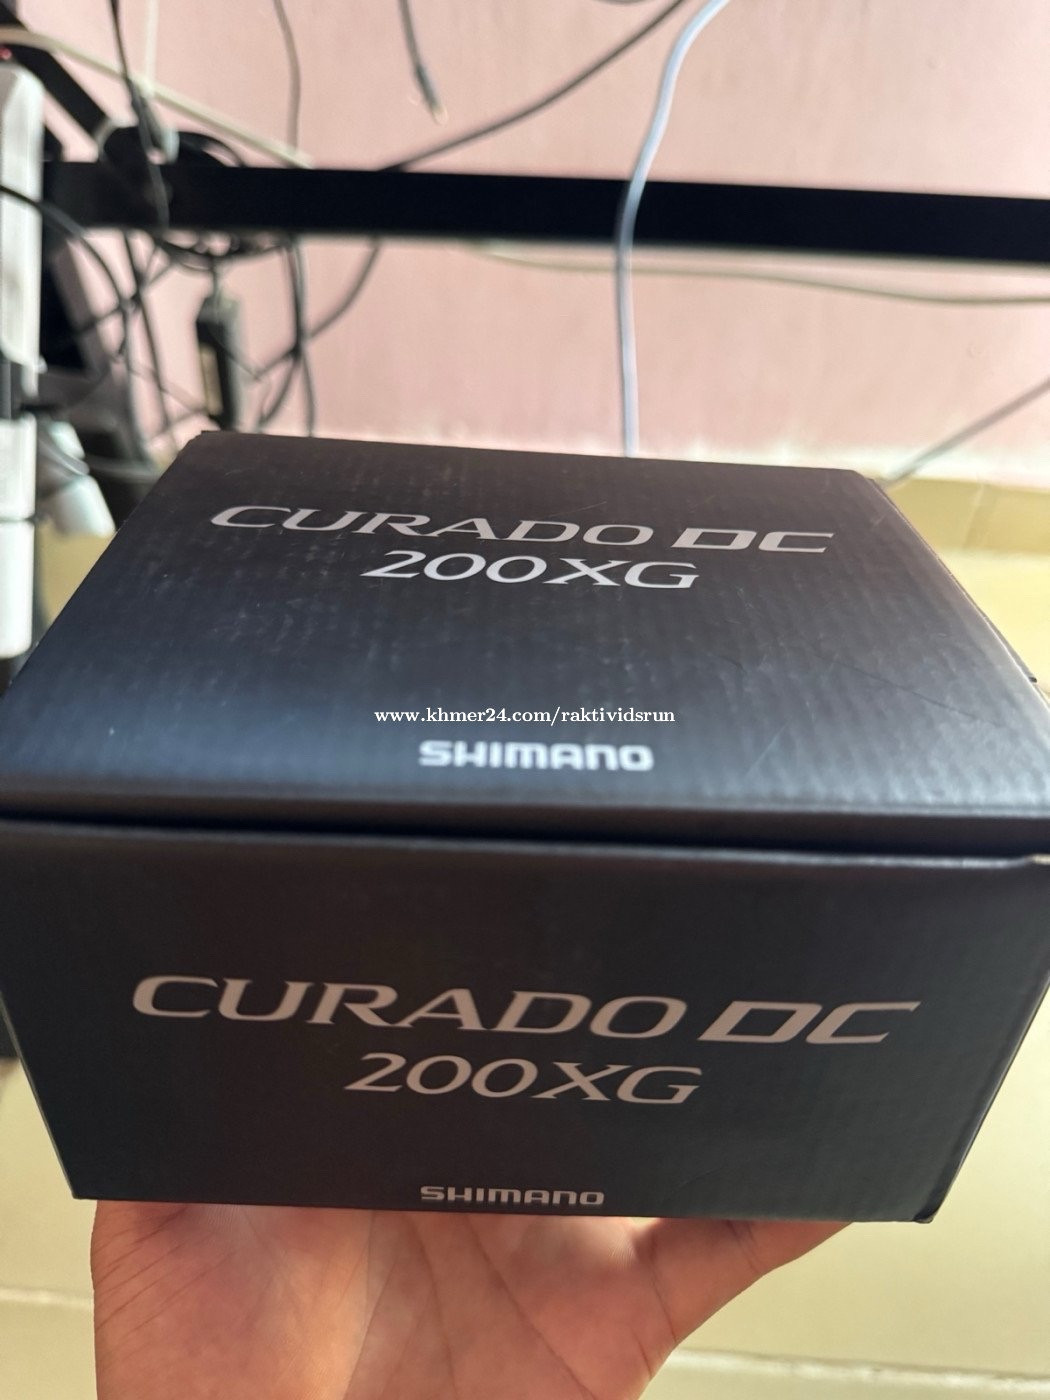 CURADO DC
200XG
www.khmer24.com/raktividsrun
SHIMANO
CURADO DC
200XG
SHIMANO